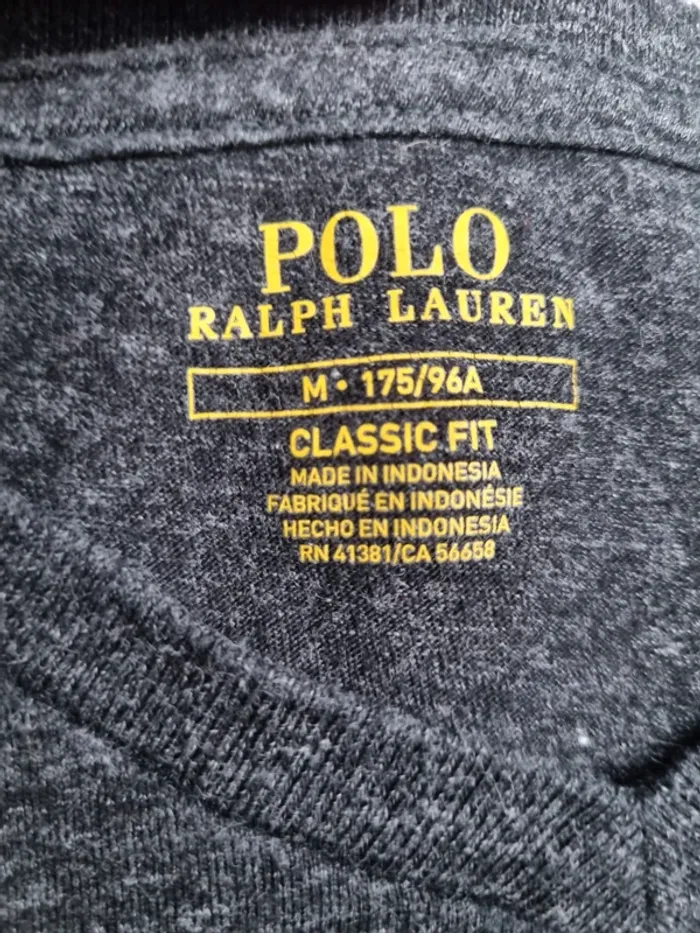 POLO
RALPH LAUREN
M • 175/96A
CLASSIC FIT
MADE IN INDONESIA
FABRIQUÉ EN INDONÉSIE
HECHO EN INDONESIA
RN 41381/CA 56658